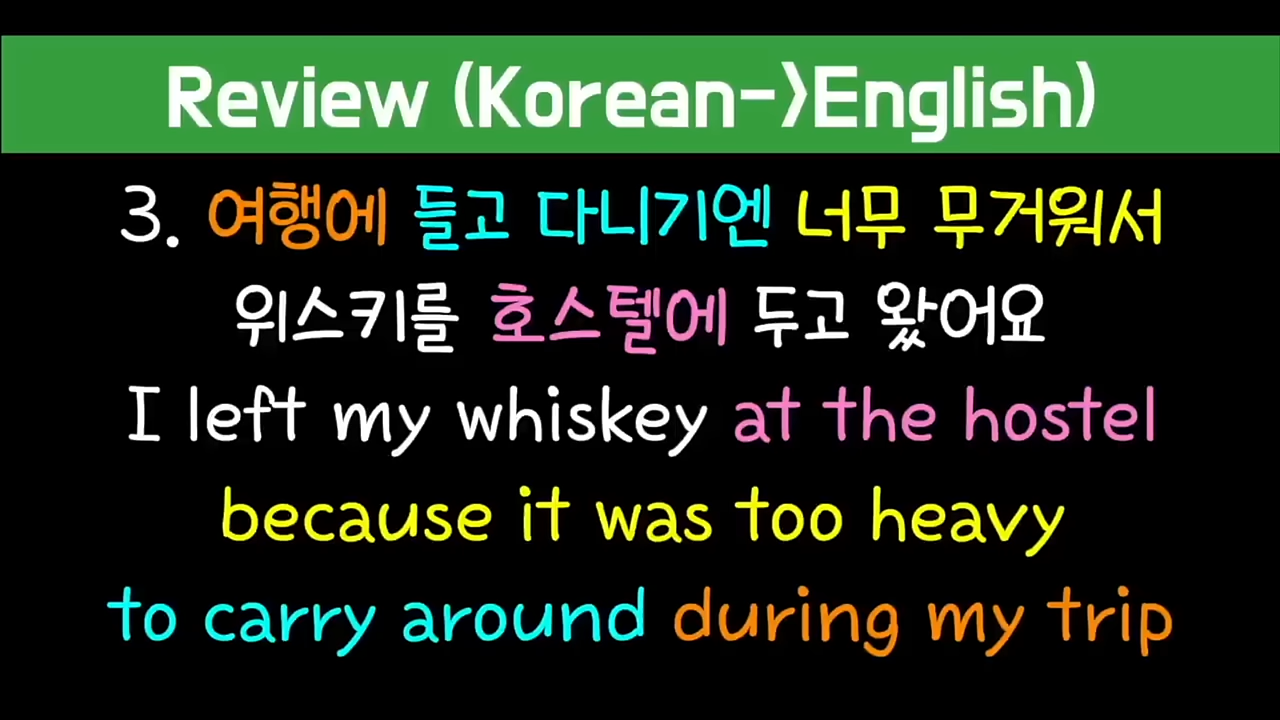 Review (Korean->English)
3. 여행에 들고 다니기엔 너무 무거워서
위스키를 호스텔에 두고 왔어요
I left my whiskey at the hostel
because it was too heavy
to carry around during my trip